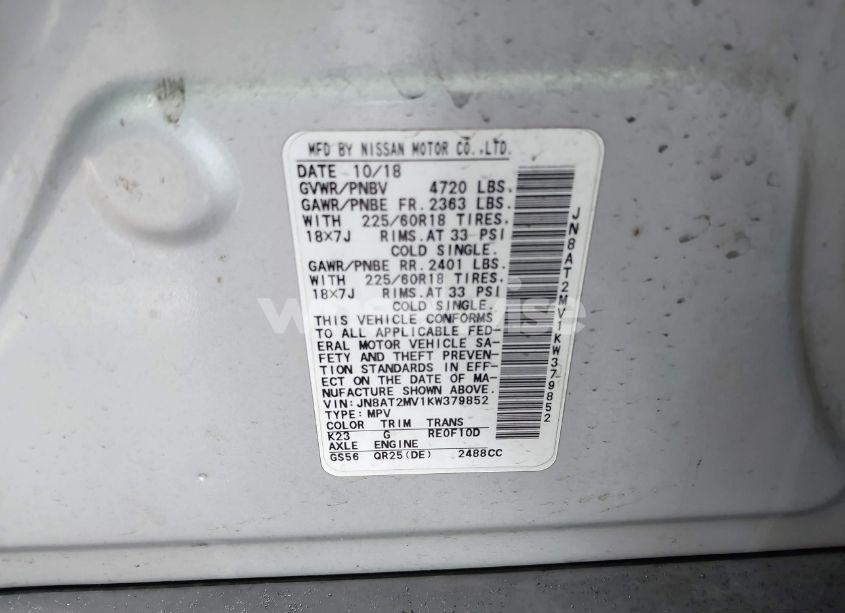 MFD BY NISSAN MOTOR CO.,LTD.
DATE 10/18
GVWR/PNBV 4720 LBS.
GAWR/PNBE FR. 2363 LBS.
WITH 225/60R18 TIRES.
18X7J RIMS.AT 33 PSI
COLD SINGLE.
GAWR/PNBE RR. 2401 LBS.
WITH 225/60R18 TIRES.
18X7J RIMS.AT 33 PSI
COLD SINGLE.
THIS VEHICLE CONFORMS
TO ALL APPLICABLE FED-
ERAL MOTOR VEHICLE SA-
FETY AND THEFT PREVEN-
TION STANDARDS IN EFF-
ECT ON THE DATE OF MA-
NUFACTURE SHOWN ABOVE.
VIN:JN8AT2MV1KW379852
TYPE:MPV
COLOR TRIM TRANS
K23 G RE0F10D
AXLE ENGINE
GS56 QR25(DE) 2488CC
JN8AT2MV1KW379852